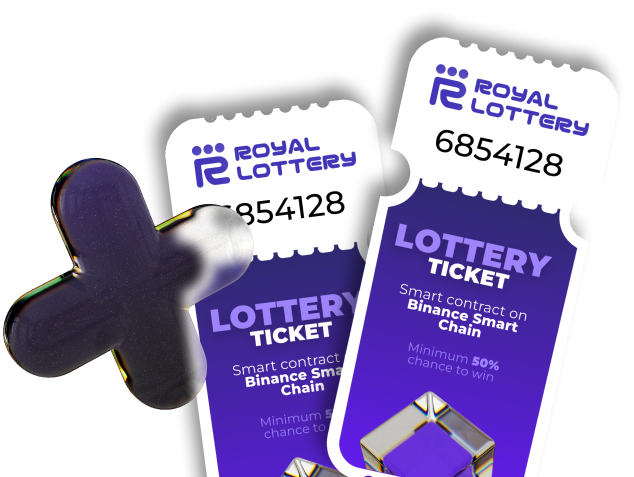 ROYAL
LOTTERY
6854128
LOTTERY
TICKET
Smart contract on
Binance Smart
Chain
Minimum 50%
chance to win
ROYAL
LOTTERY
854128
LOTTERY
TICKET
Smart contract
Binance
Chain
Minimum
chance to